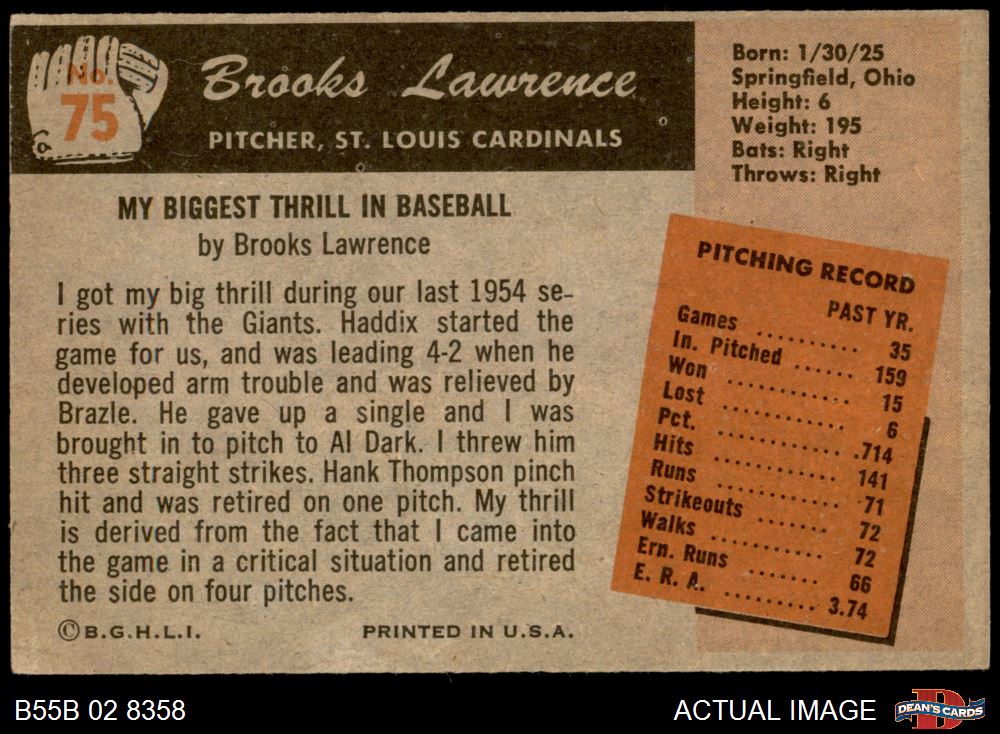 No.
75
Brooks Lawrence
PITCHER, ST. LOUIS CARDINALS
Born: 1/30/25
Springfield, Ohio
Height: 6
Weight: 195
Bats: Right
Throws: Right
MY BIGGEST THRILL IN BASEBALL
by Brooks Lawrence
I got my big thrill during our last 1954 se-
ries with the Giants. Haddix started the
game for us, and was leading 4-2 when he
developed arm trouble and was relieved by
Brazle. He gave up a single and I was
brought in to pitch to Al Dark. I threw him
three straight strikes. Hank Thompson pinch
hit and was retired on one pitch. My thrill
is derived from the fact that I came into
the game in a critical situation and retired
the side on four pitches.
©B.G.H.L.I. PRINTED IN U.S.A.
PITCHING RECORD
PAST YR.
Games ......... 35
In. Pitched ...... 159
Won ......... 15
Lost ......... 6
Pct. ......... .714
Hits ......... 141
Runs ......... 71
Strikeouts ....... 72
Walks ......... 72
Ern. Runs ....... 66
E. R. A. ......... 3.74
B55B 02 8358
ACTUAL IMAGE
DEAN'S CARDS